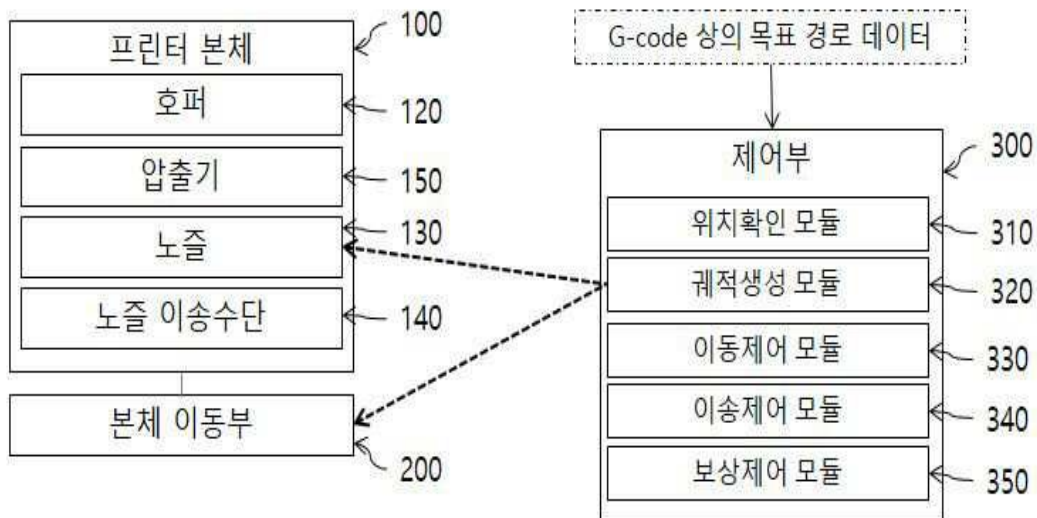 프린터 본체
100
호퍼
120
압출기
150
노즐
130
노즐 이송수단
140
본체 이동부
200
G-code 상의 목표 경로 데이터
제어부
300
위치확인 모듈
310
궤적생성 모듈
320
이동제어 모듈
330
이송제어 모듈
340
보상제어 모듈
350